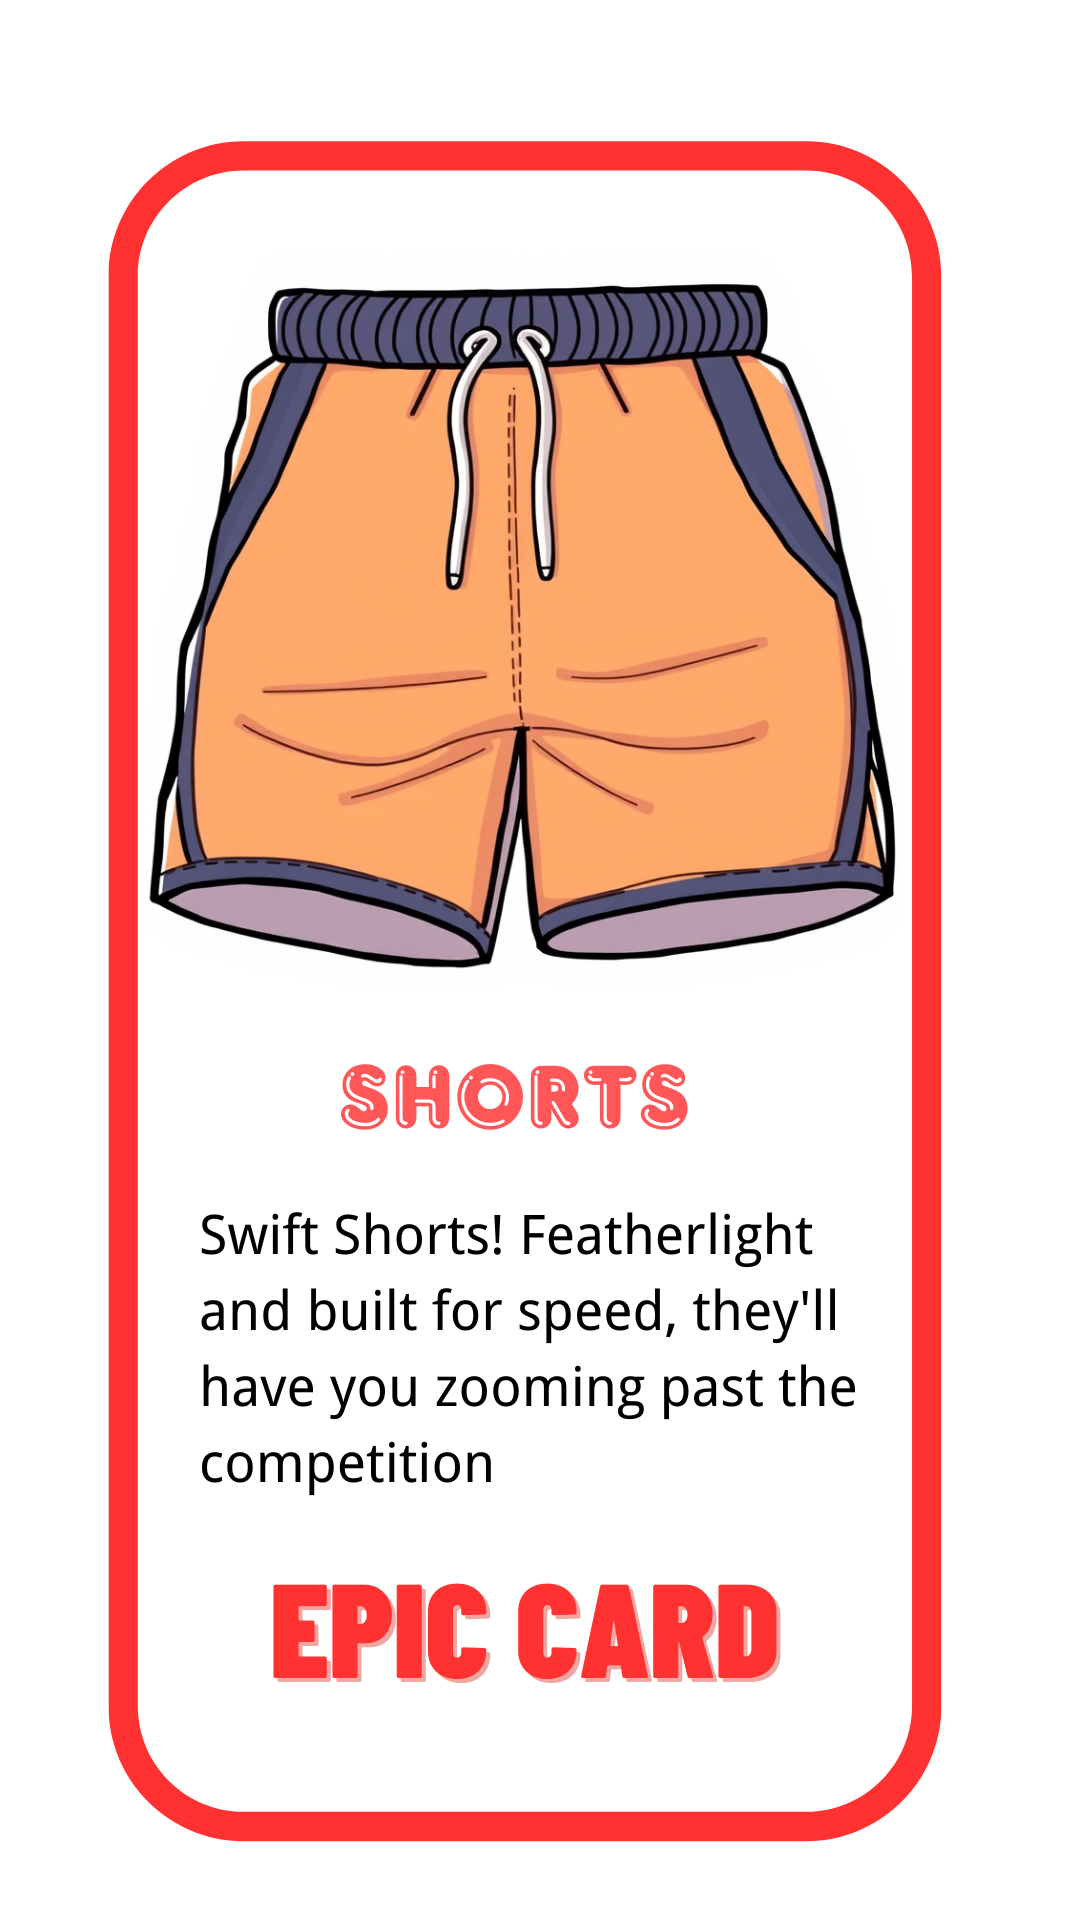 SHORTS
Swift Shorts! Featherlight
and built for speed, they'll
have you zooming past the
competition
EPIC CARD